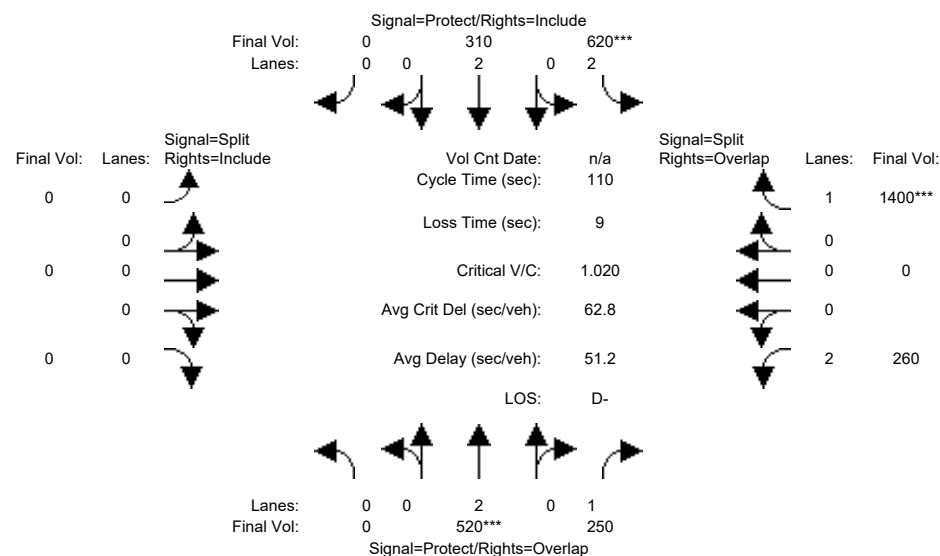 Signal=Protect/Rights=Include
Final Vol: 0 310 620***
Lanes: 0 0 2 0 2
Signal=Split Signal=Split
Final Vol: Lanes: Rights=Include Vol Cnt Date: n/a Rights=Overlap Lanes: Final Vol:
Cycle Time (sec): 110
0 0 1 1400***
Loss Time (sec): 9
0 0
0 0 Critical V/C: 1.020 0 0
0 Avg Crit Del (sec/veh): 62.8 0
0 0 Avg Delay (sec/veh): 51.2 2 260
LOS: D-
Lanes: 0 0 2 0 1
Final Vol: 0 520*** 250
Signal=Protect/Rights=Overlap